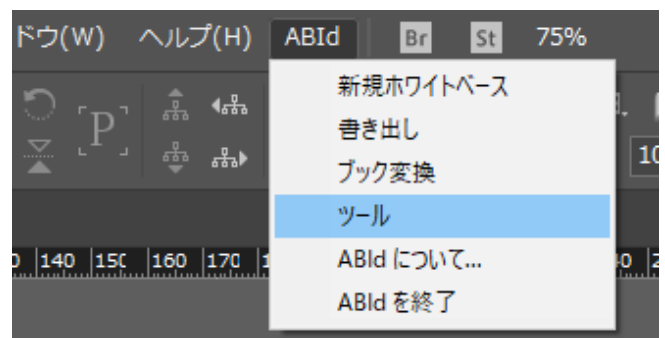 ドウ(W) ヘルプ(H) ABId Br St 75%
新規ホワイトベース
書き出し
P
ブック変換
10
ツール
140 150 160 170
ABId について...
ABId を終了